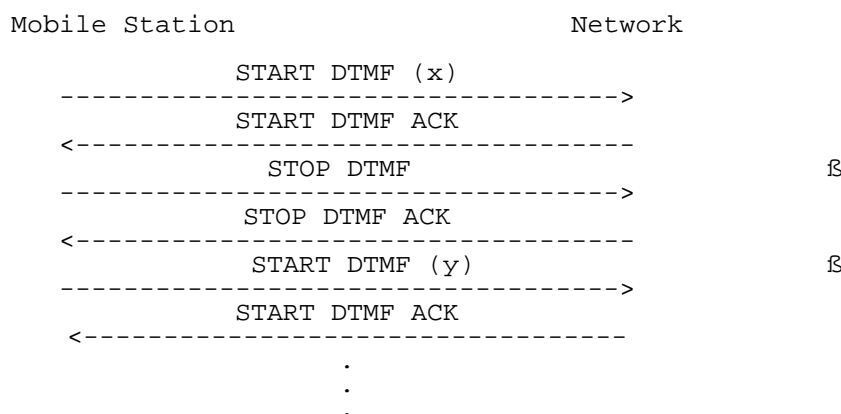 Mobile Station Network
START DTMF (x)
----------------------------------->
START DTMF ACK
<-----------------------------------
STOP DTMF ß
----------------------------------->
STOP DTMF ACK
<-----------------------------------
START DTMF (y) ß
----------------------------------->
START DTMF ACK
<----------------------------------
.
.
.